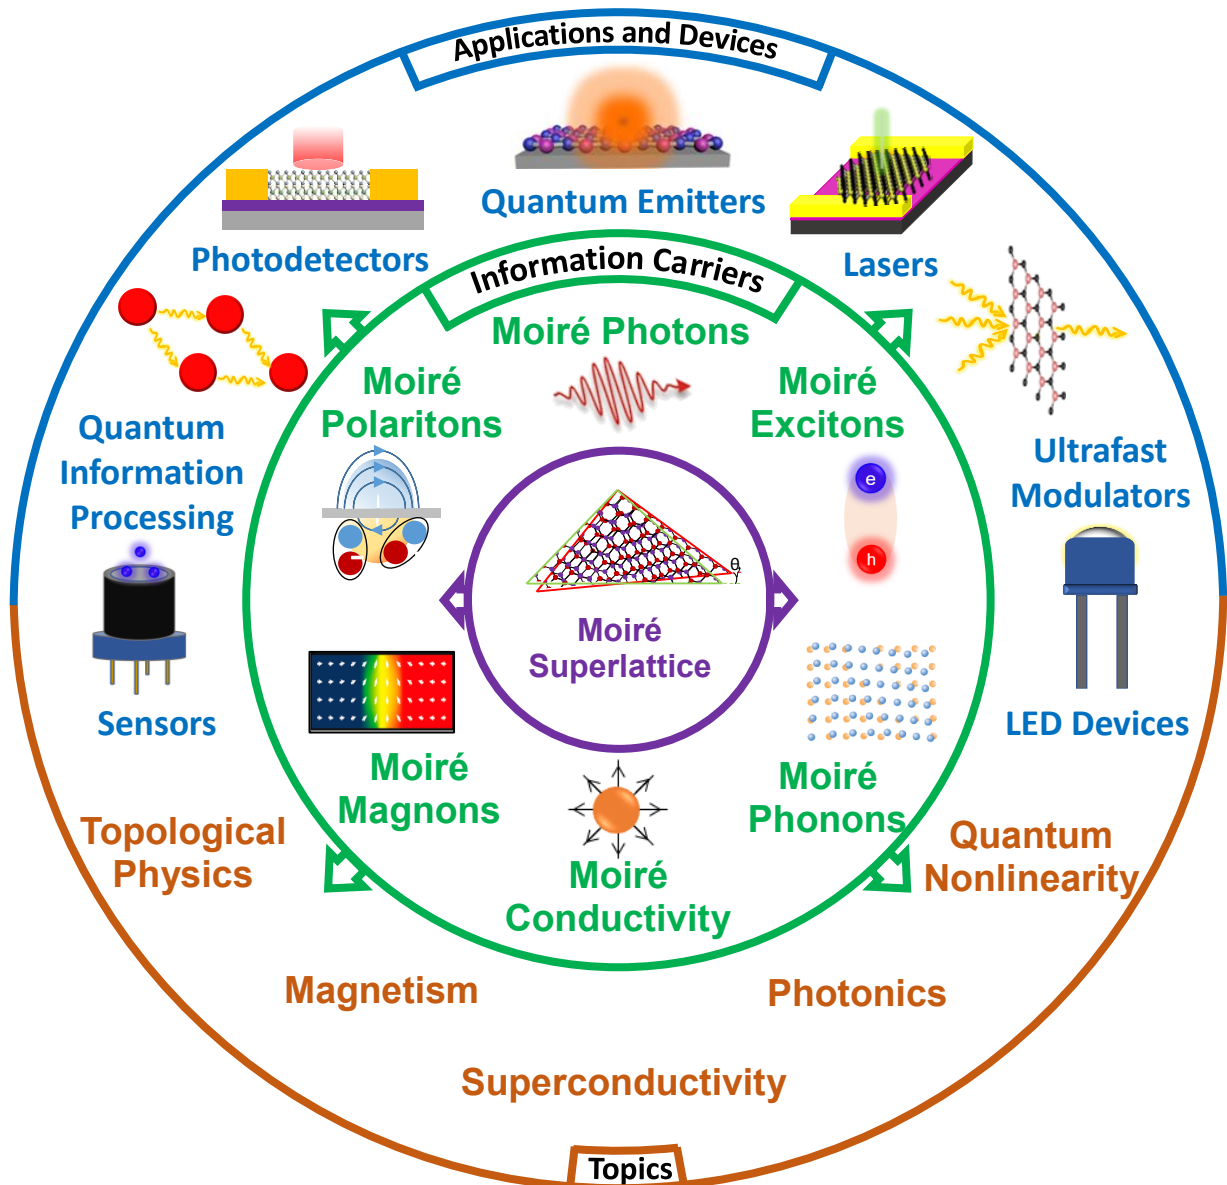 Applications and Devices
Quantum Emitters
Photodetectors
Lasers
Information Carriers
Moiré Photons
Moiré
Polaritons
Moiré
Excitons
Quantum
Information
Processing
Ultrafast
Modulators
e
h
θ
Moiré
Superlattice
Sensors
LED Devices
Moiré
Magnons
Moiré
Phonons
Moiré
Conductivity
Topological
Physics
Quantum
Nonlinearity
Magnetism
Photonics
Superconductivity
Topics